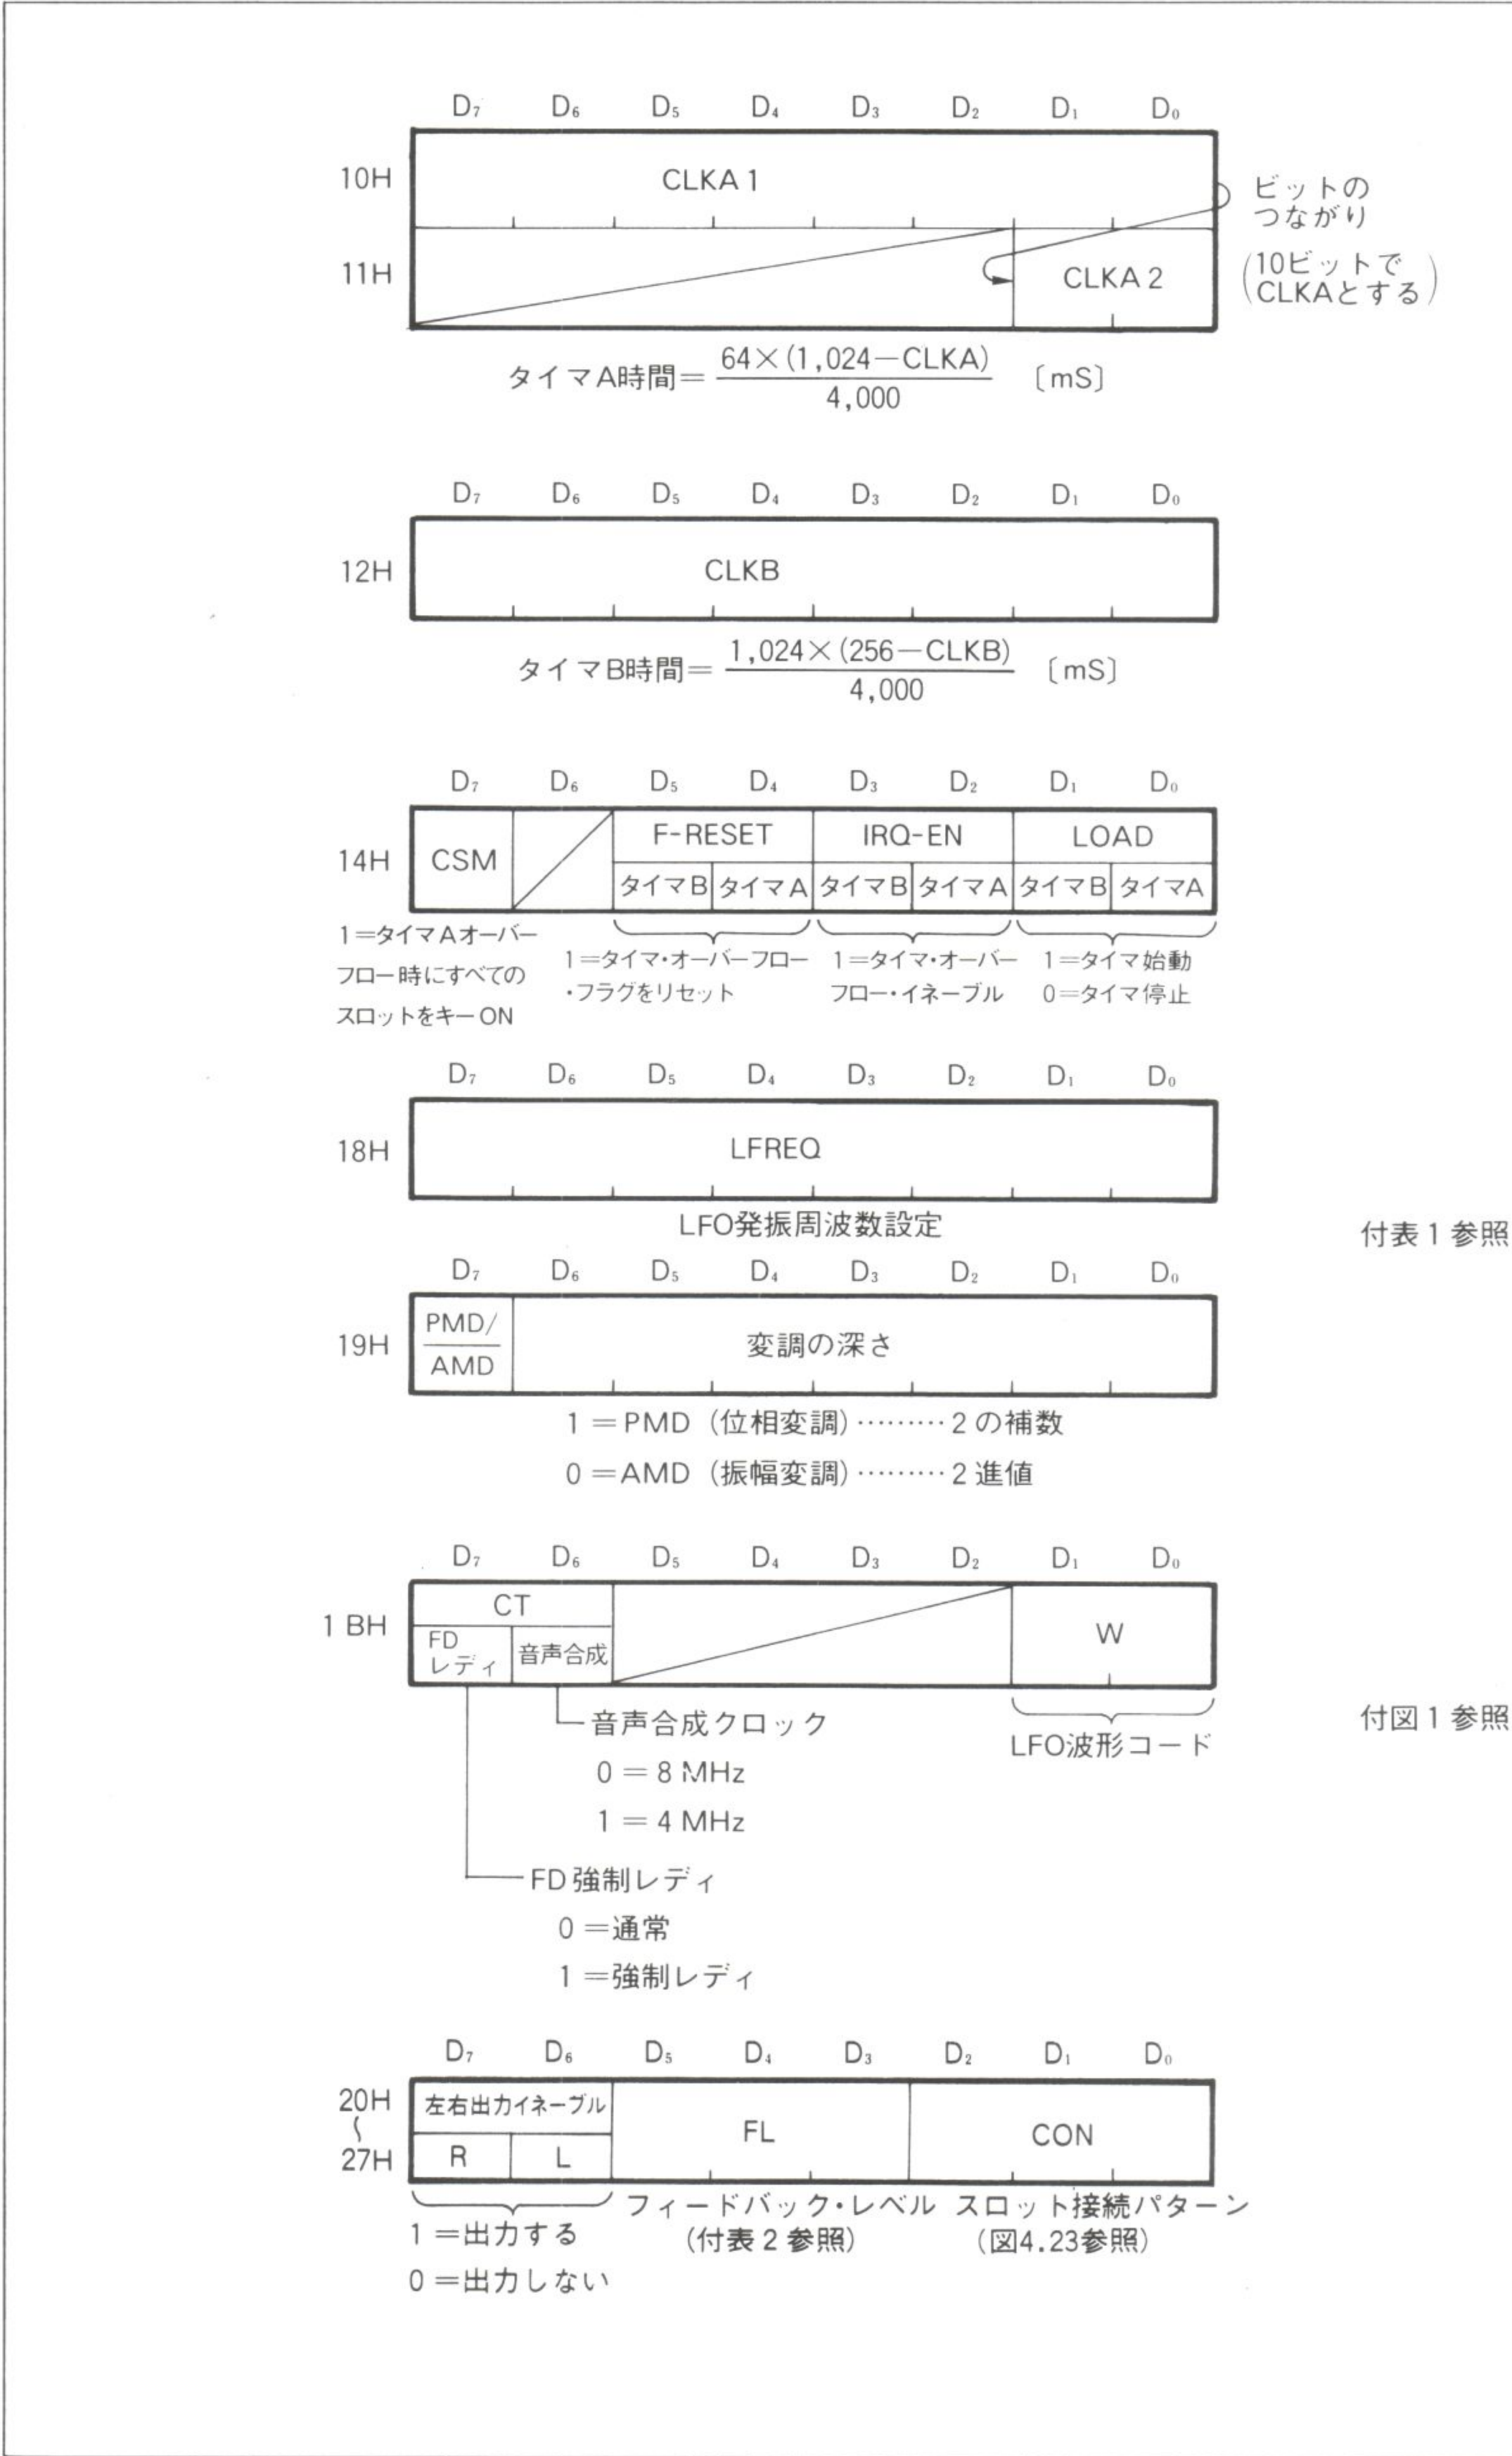 D7 D6 D5 D4 D3 D2 D1 D0
10H CLKA 1
ビットの
つながり
11H CLKA 2
(10ビットで
CLKAとする)
タイマA時間＝64×(1,024−CLKA)/4,000 〔mS〕
D7 D6 D5 D4 D3 D2 D1 D0
12H CLKB
タイマB時間＝1,024×(256−CLKB)/4,000 〔mS〕
D7 D6 D5 D4 D3 D2 D1 D0
14H CSM F-RESET IRQ-EN LOAD
タイマB タイマA タイマB タイマA タイマB タイマA
1＝タイマAオーバー
フロー時にすべての
スロットをキーON
1＝タイマ・オーバーフロー
・フラグをリセット
1＝タイマ・オーバー
フロー・イネーブル
1＝タイマ始動
0＝タイマ停止
D7 D6 D5 D4 D3 D2 D1 D0
18H LFREQ
LFO発振周波数設定
付表1参照
D7 D6 D5 D4 D3 D2 D1 D0
19H PMD/AMD 変調の深さ
1＝PMD（位相変調）………2の補数
0＝AMD（振幅変調）………2進値
D7 D6 D5 D4 D3 D2 D1 D0
1BH CT W
FD
レディ
音声合成
音声合成クロック
0＝8MHz
1＝4MHz
LFO波形コード
付図1参照
FD強制レディ
0＝通常
1＝強制レディ
D7 D6 D5 D4 D3 D2 D1 D0
20H
〜
27H
左右出力イネーブル
R L
FL CON
1＝出力する
0＝出力しない
フィードバック・レベル
(付表2参照)
スロット接続パターン
(図4.23参照)